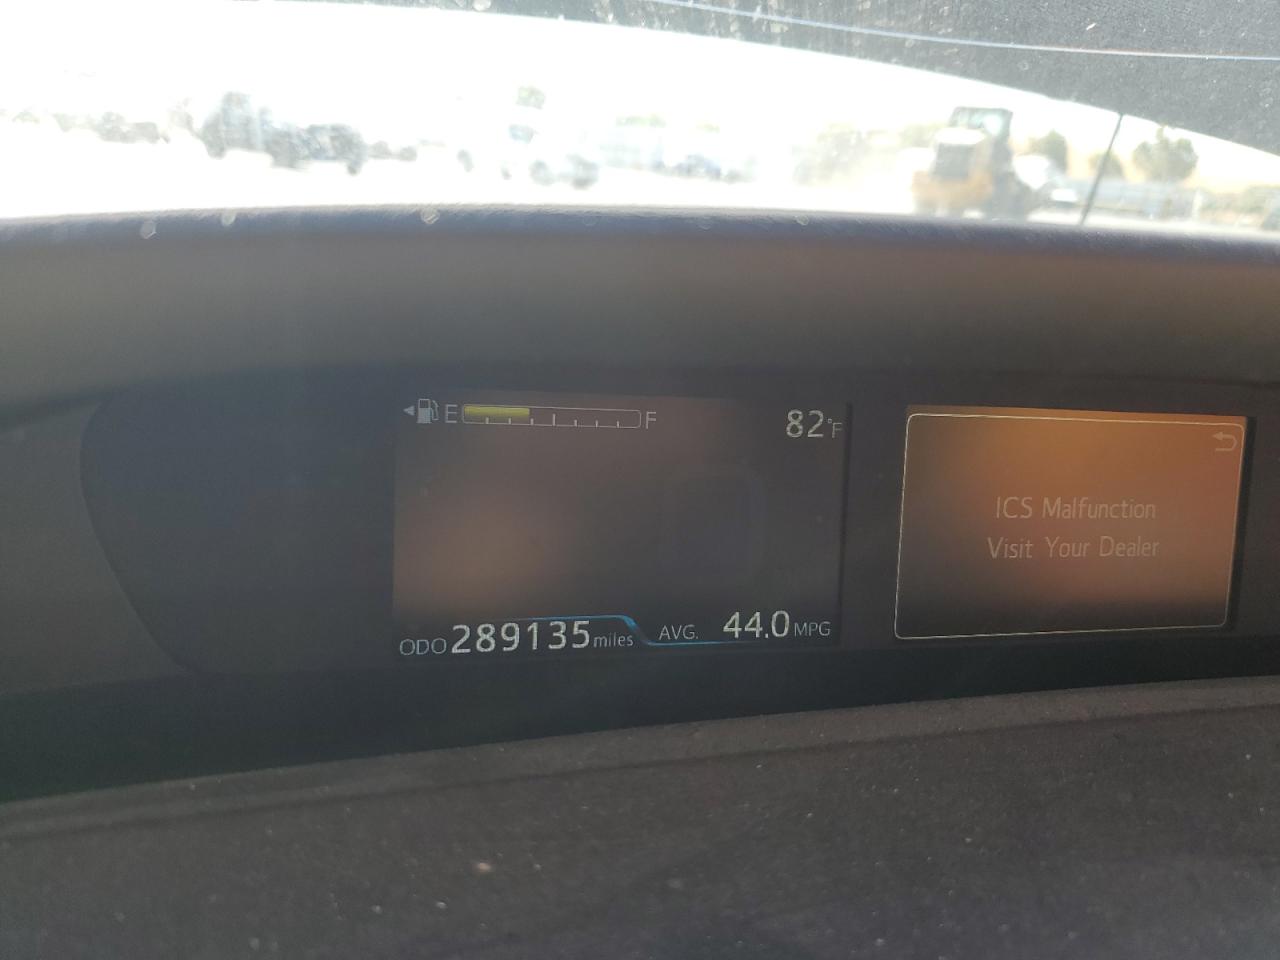 E F 82°F
ICS Malfunction
Visit Your Dealer
ODO 289135 miles AVG. 44.0 MPG